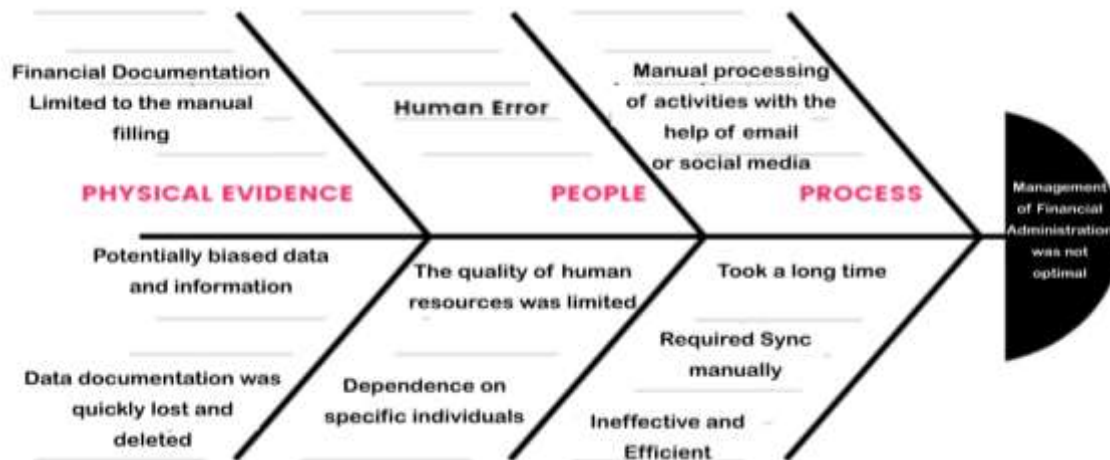 Financial Documentation
Limited to the manual
filling
Human Error
Manual processing
of activities with the
help of email
or social media
PHYSICAL EVIDENCE
PEOPLE
PROCESS
Management
of Financial
Administration
was not
optimal
Potentially biased data
and information
The quality of human
resources was limited
Took a long time
Required Sync
manually
Data documentation was
quickly lost and
deleted
Dependence on
specific individuals
Ineffective and
Efficient